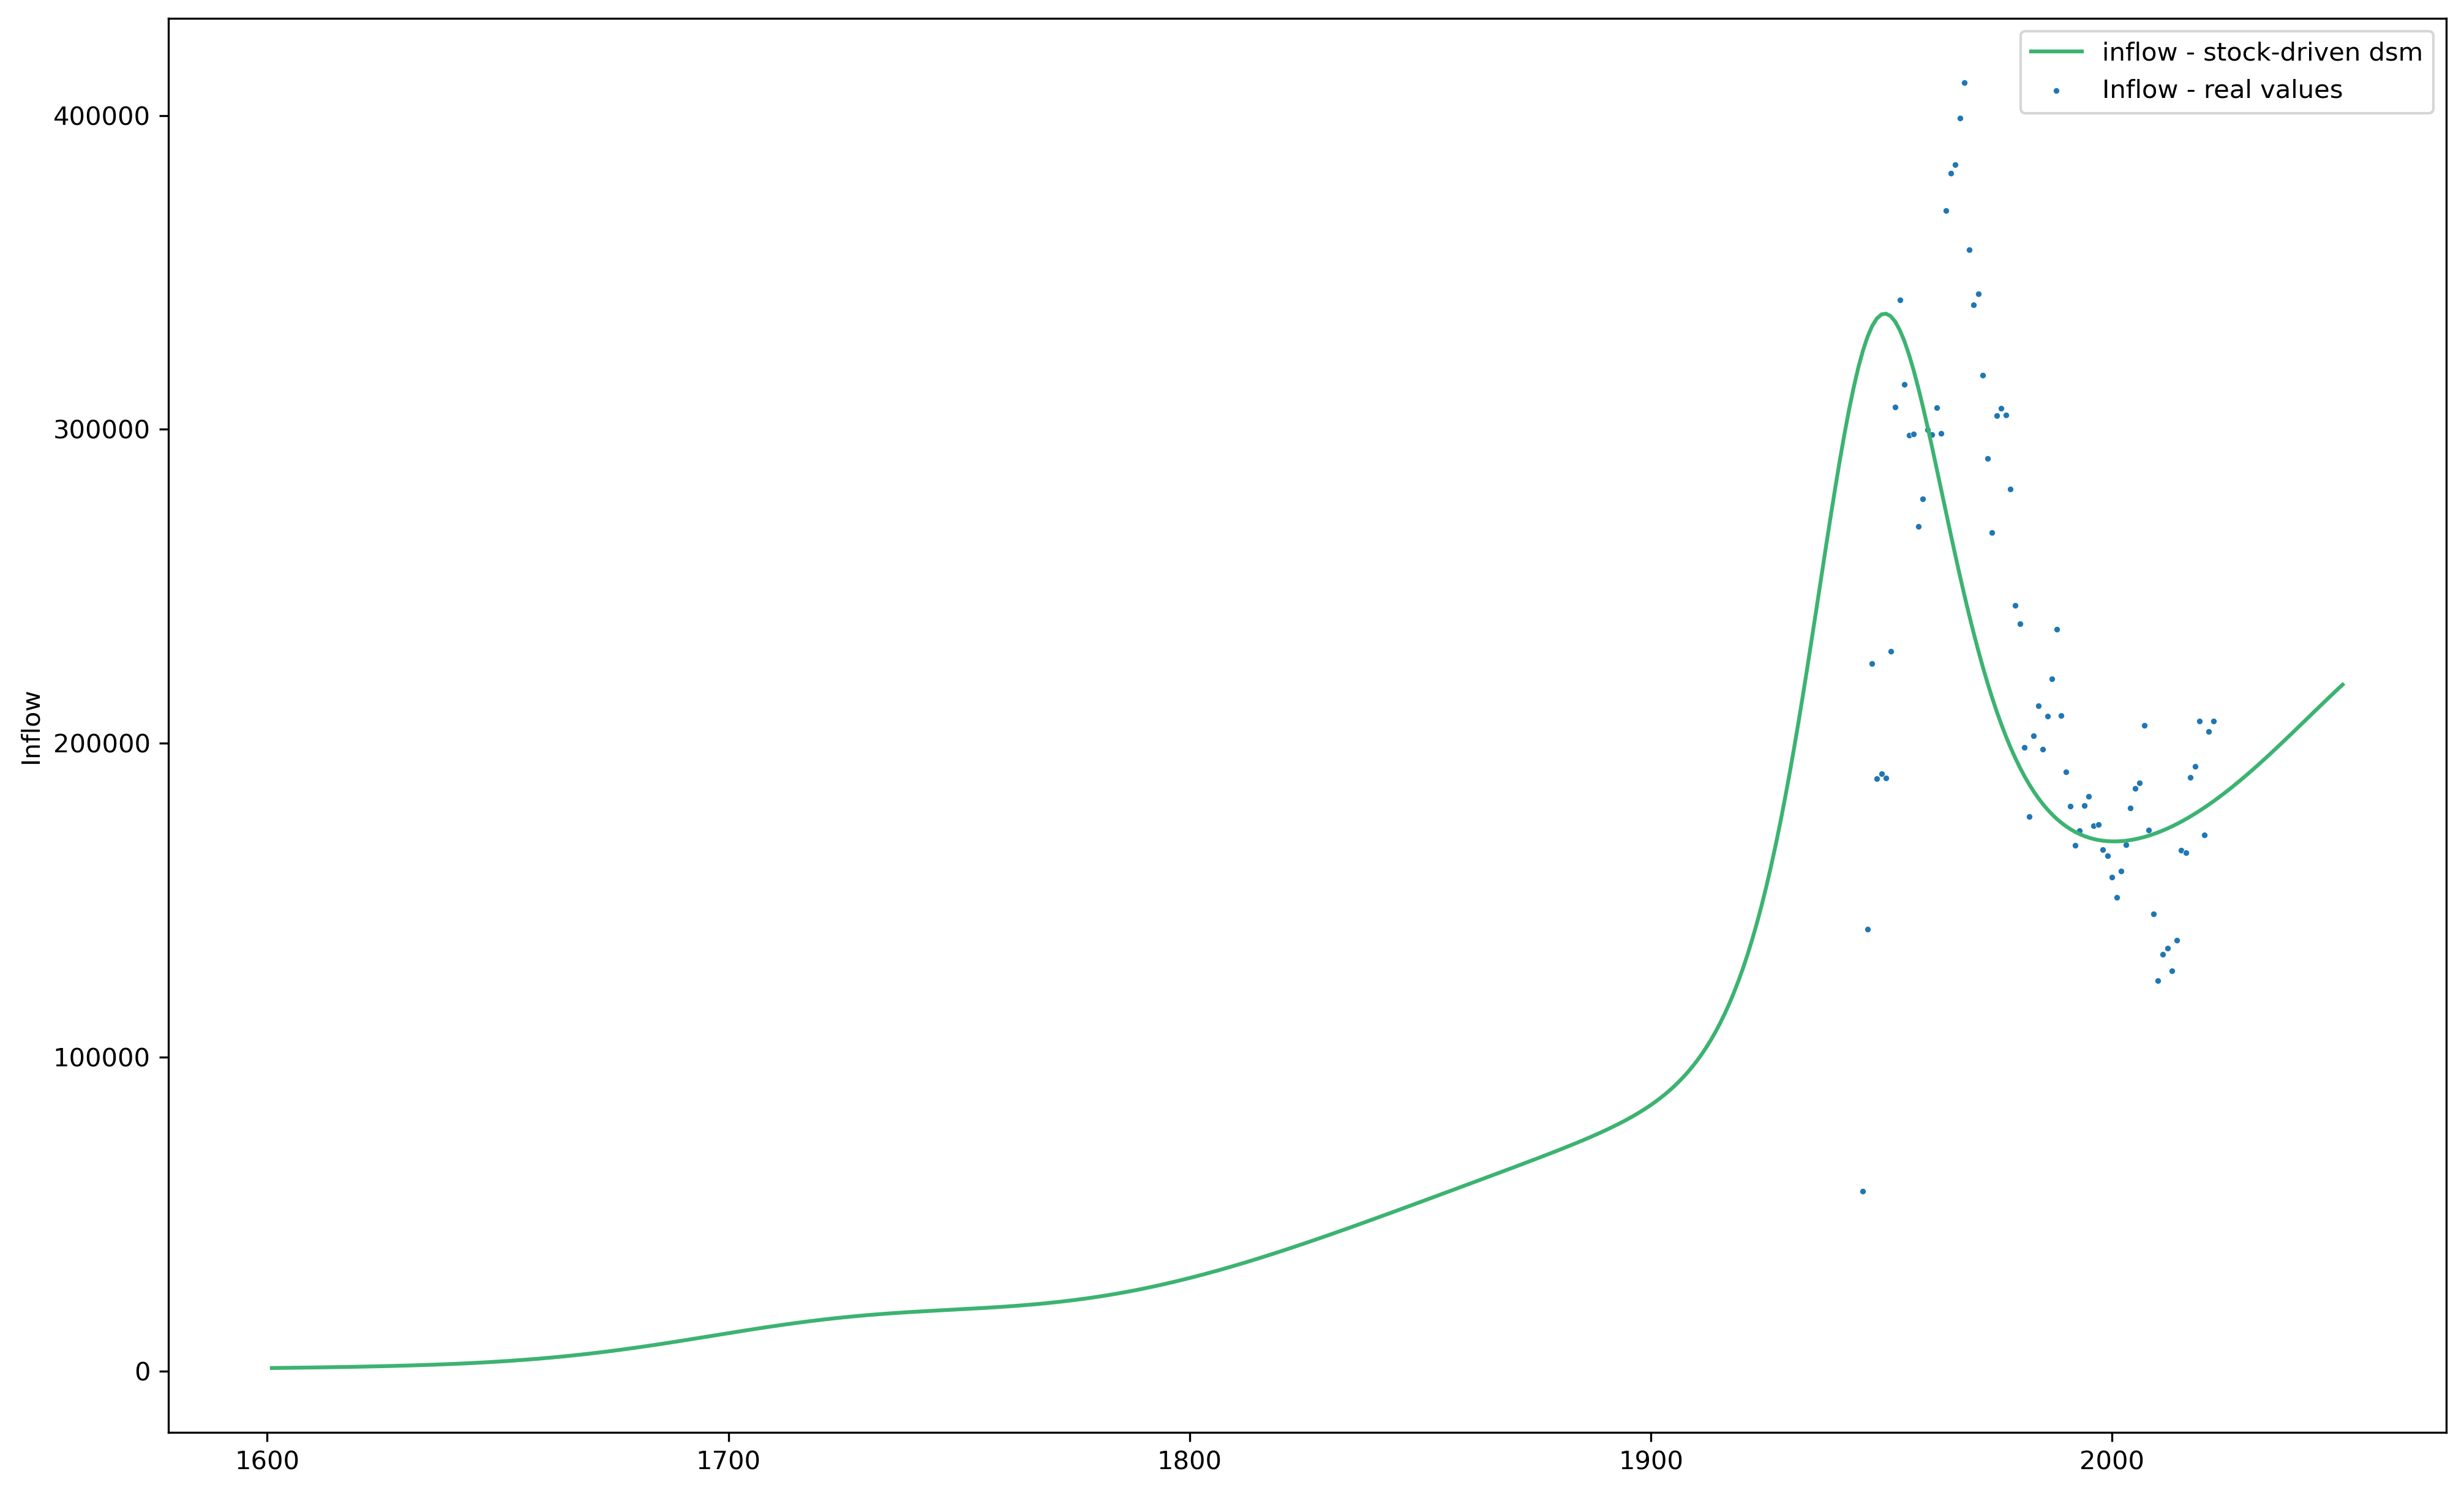 inflow - stock-driven dsm
Inflow - real values
Inflow
400000
300000
200000
100000
0
1600 1700 1800 1900 2000